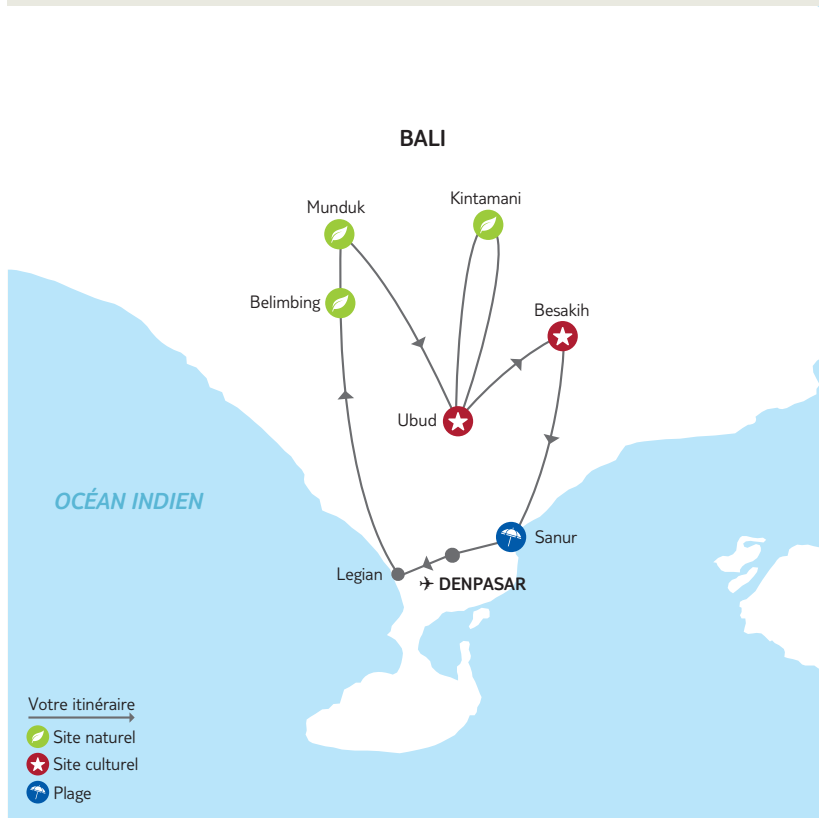 BALI
Kintamani
Munduk
Belimbing
Besakih
Ubud
OCÉAN INDIEN
Sanur
Legian
DENPASAR
Votre itinéraire
Site naturel
Site culturel
Plage